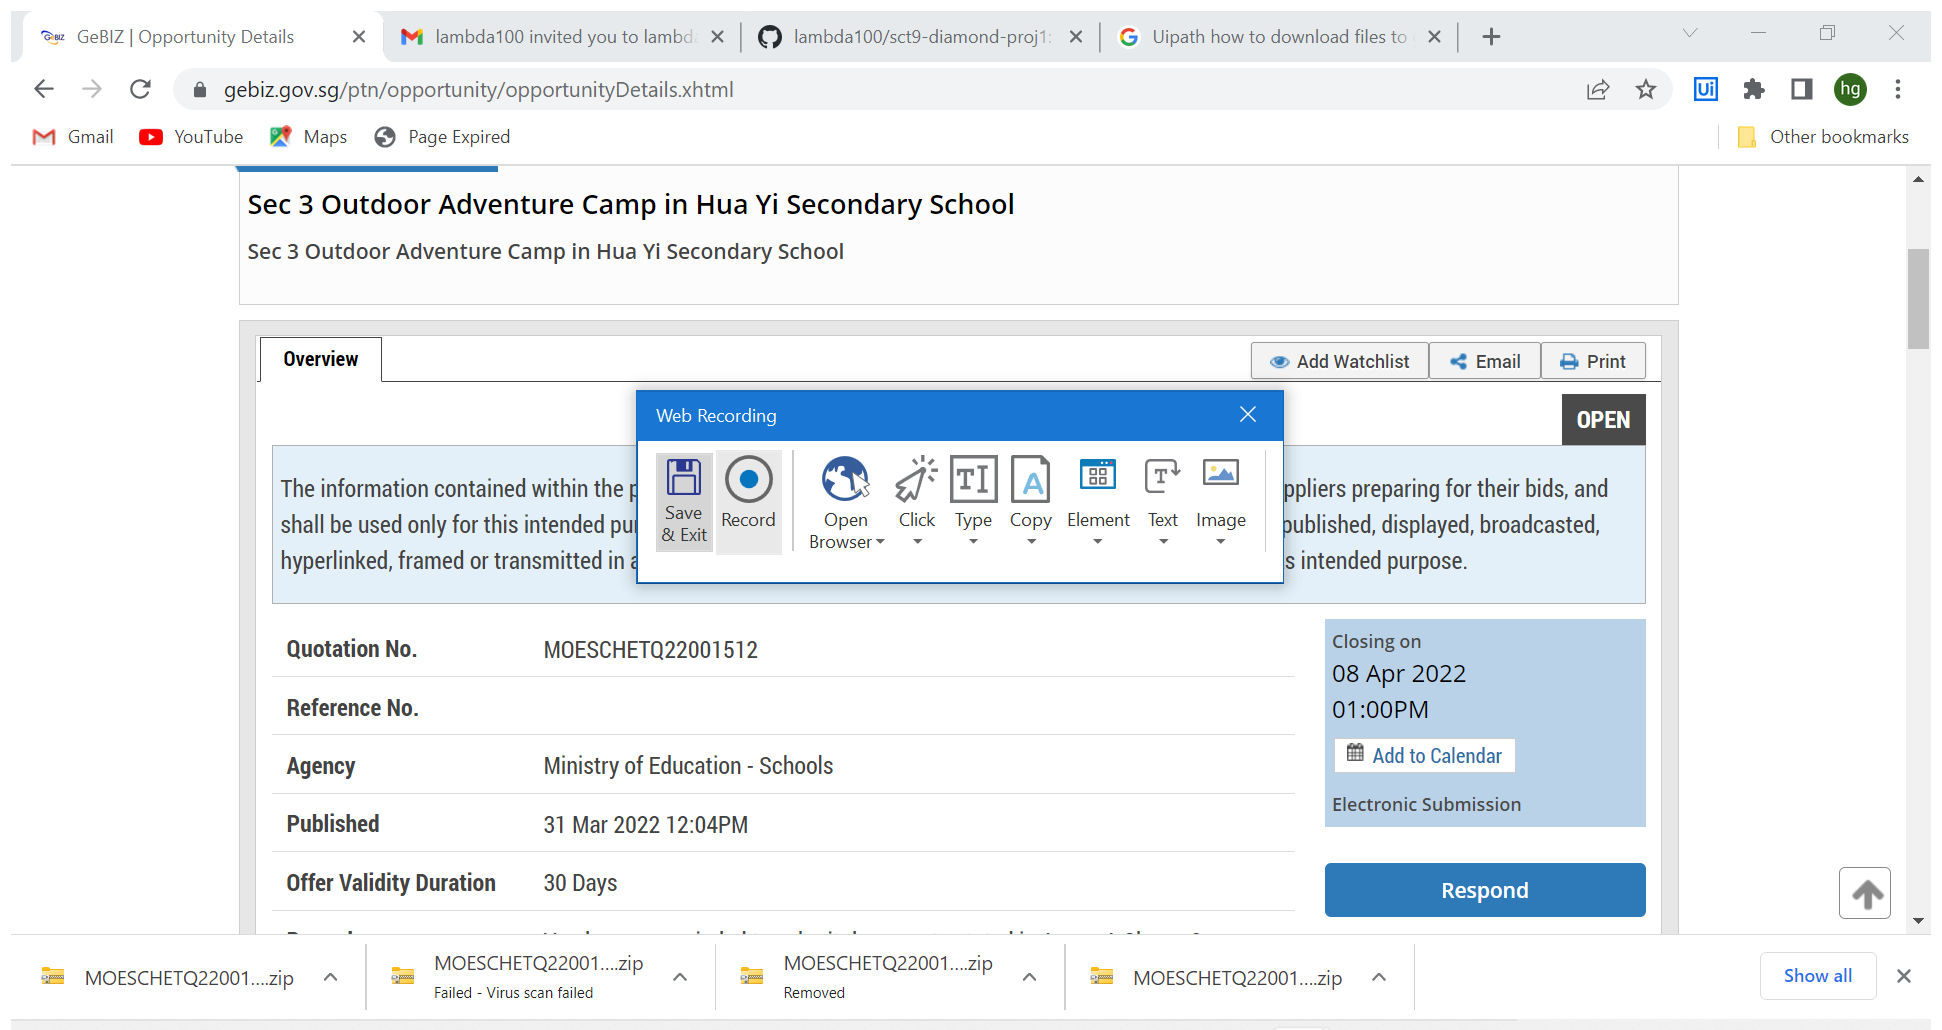 GeBIZ | Opportunity Details
lambda100 invited you to lambda
lambda100/sct9-diamond-proj1:
Uipath how to download files to
gebiz.gov.sg/ptn/opportunity/opportunityDetails.xhtml
Ui
hg
Gmail
YouTube
Maps
Page Expired
Other bookmarks
Sec 3 Outdoor Adventure Camp in Hua Yi Secondary School
Sec 3 Outdoor Adventure Camp in Hua Yi Secondary School
Overview
Add Watchlist
Email
Print
OPEN
Web Recording
Save & Exit
Record
Open Browser
Click
Type
Copy
Element
Text
Image
The information contained within the p
ppliers preparing for their bids, and
shall be used only for this intended pu
published, displayed, broadcasted,
hyperlinked, framed or transmitted in a
s intended purpose.
Quotation No. MOESCHETQ22001512
Reference No.
Agency Ministry of Education - Schools
Published 31 Mar 2022 12:04PM
Offer Validity Duration 30 Days
Closing on
08 Apr 2022
01:00PM
Add to Calendar
Electronic Submission
Respond
MOESCHETQ22001....zip
MOESCHETQ22001....zip
Failed - Virus scan failed
MOESCHETQ22001....zip
Removed
MOESCHETQ22001....zip
Show all